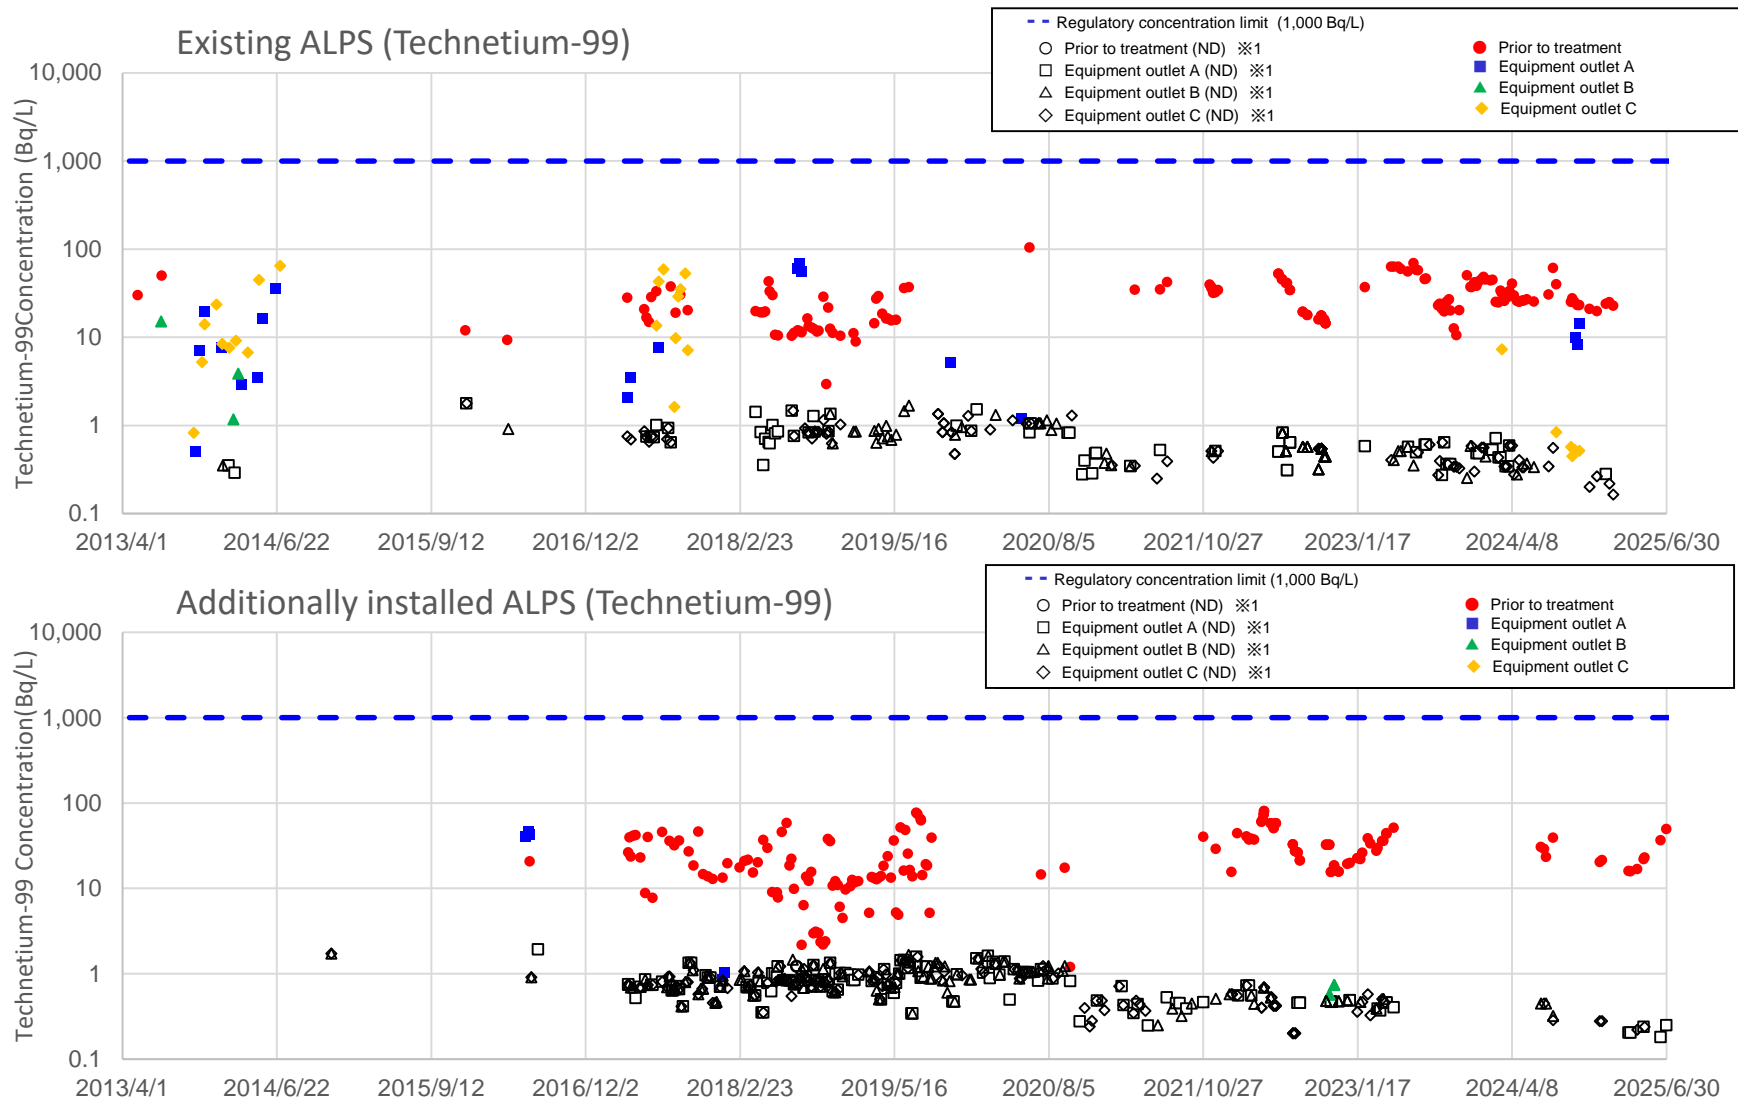 Existing ALPS (Technetium-99)
Regulatory concentration limit (1,000 Bq/L)
Prior to treatment (ND) ※1
Prior to treatment
Equipment outlet A (ND) ※1
Equipment outlet A
Equipment outlet B (ND) ※1
Equipment outlet B
Equipment outlet C (ND) ※1
Equipment outlet C
Technetium-99Concentration (Bq/L)
10,000
1,000
100
10
1
0.1
2013/4/1 2014/6/22 2015/9/12 2016/12/2 2018/2/23 2019/5/16 2020/8/5 2021/10/27 2023/1/17 2024/4/8 2025/6/30
Additionally installed ALPS (Technetium-99)
Regulatory concentration limit (1,000 Bq/L)
Prior to treatment (ND) ※1
Prior to treatment
Equipment outlet A (ND) ※1
Equipment outlet A
Equipment outlet B (ND) ※1
Equipment outlet B
Equipment outlet C (ND) ※1
Equipment outlet C
Technetium-99 Concentration(Bq/L)
10,000
1,000
100
10
1
0.1
2013/4/1 2014/6/22 2015/9/12 2016/12/2 2018/2/23 2019/5/16 2020/8/5 2021/10/27 2023/1/17 2024/4/8 2025/6/30